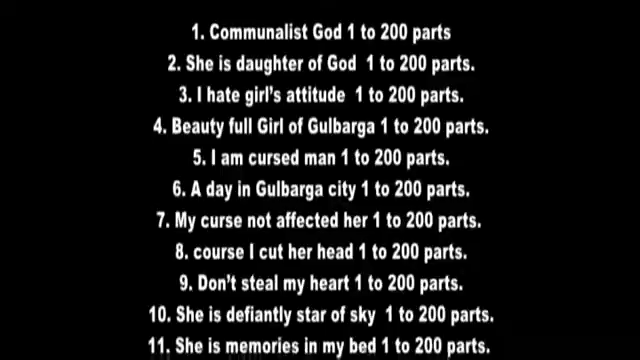 1. Communalist God 1 to 200 parts
2. She is daughter of God 1 to 200 parts.
3. I hate girl's attitude 1 to 200 parts.
4. Beauty full Girl of Gulbarga 1 to 200 parts.
5. I am cursed man 1 to 200 parts.
6. A day in Gulbarga city 1 to 200 parts.
7. My curse not affected her 1 to 200 parts.
8. course I cut her head 1 to 200 parts.
9. Don't steal my heart 1 to 200 parts.
10. She is defiantly star of sky 1 to 200 parts.
11. She is memories in my bed 1 to 200 parts.